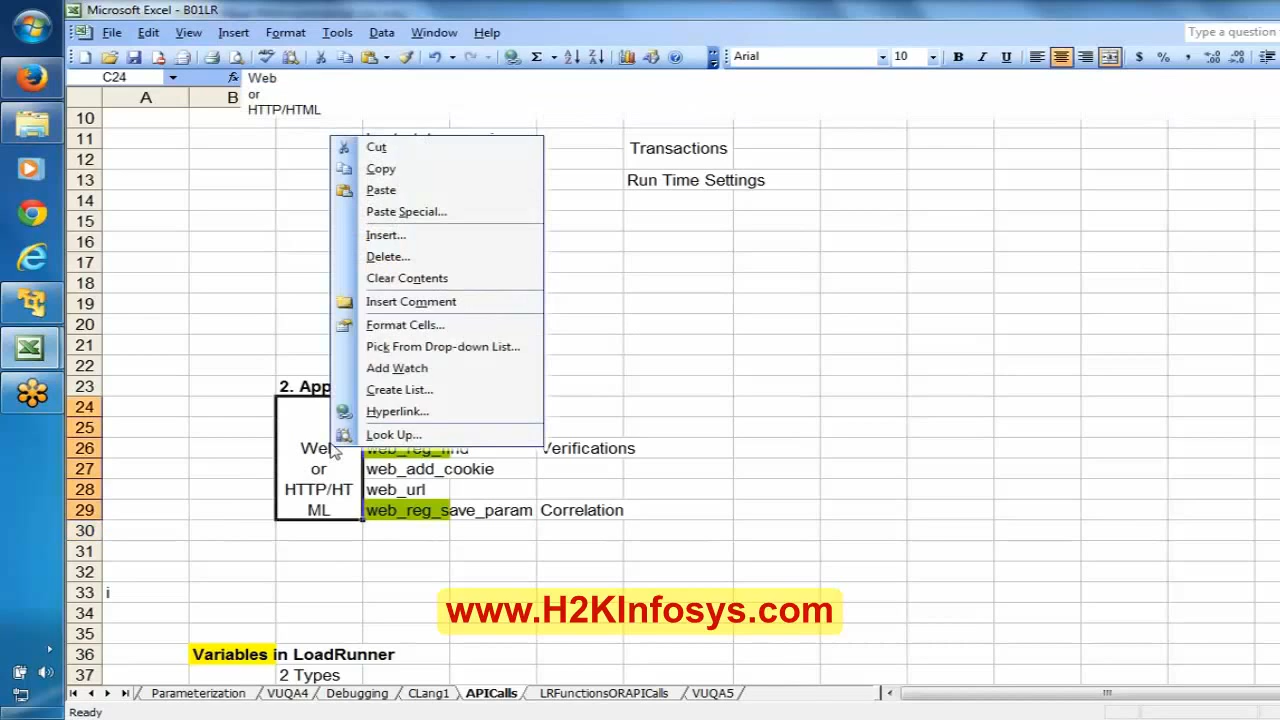 Microsoft Excel - B01LR
File Edit View Insert Format Tools Data Window Help
Type a question
Arial 10 B I U $ % ,
C24 fx Web
or
HTTP/HTML
A B
10
11
12 Transactions
13 Run Time Settings
14
15
16
17
18
19
20
21
22
23 2. App
24
25
26 Web web_reg_find Verifications
27 or web_add_cookie
28 HTTP/HT web_url
29 ML web_reg_save_param Correlation
30
31
32
33 i
34
35
36 Variables in LoadRunner
37 2 Types
Cut
Copy
Paste
Paste Special...
Insert...
Delete...
Clear Contents
Insert Comment
Format Cells...
Pick From Drop-down List...
Add Watch
Create List...
Hyperlink...
Look Up...
www.H2KInfosys.com
Parameterization VUQA4 Debugging CLang1 APICalls LRFunctionsORAPICalls VUQA5
Ready